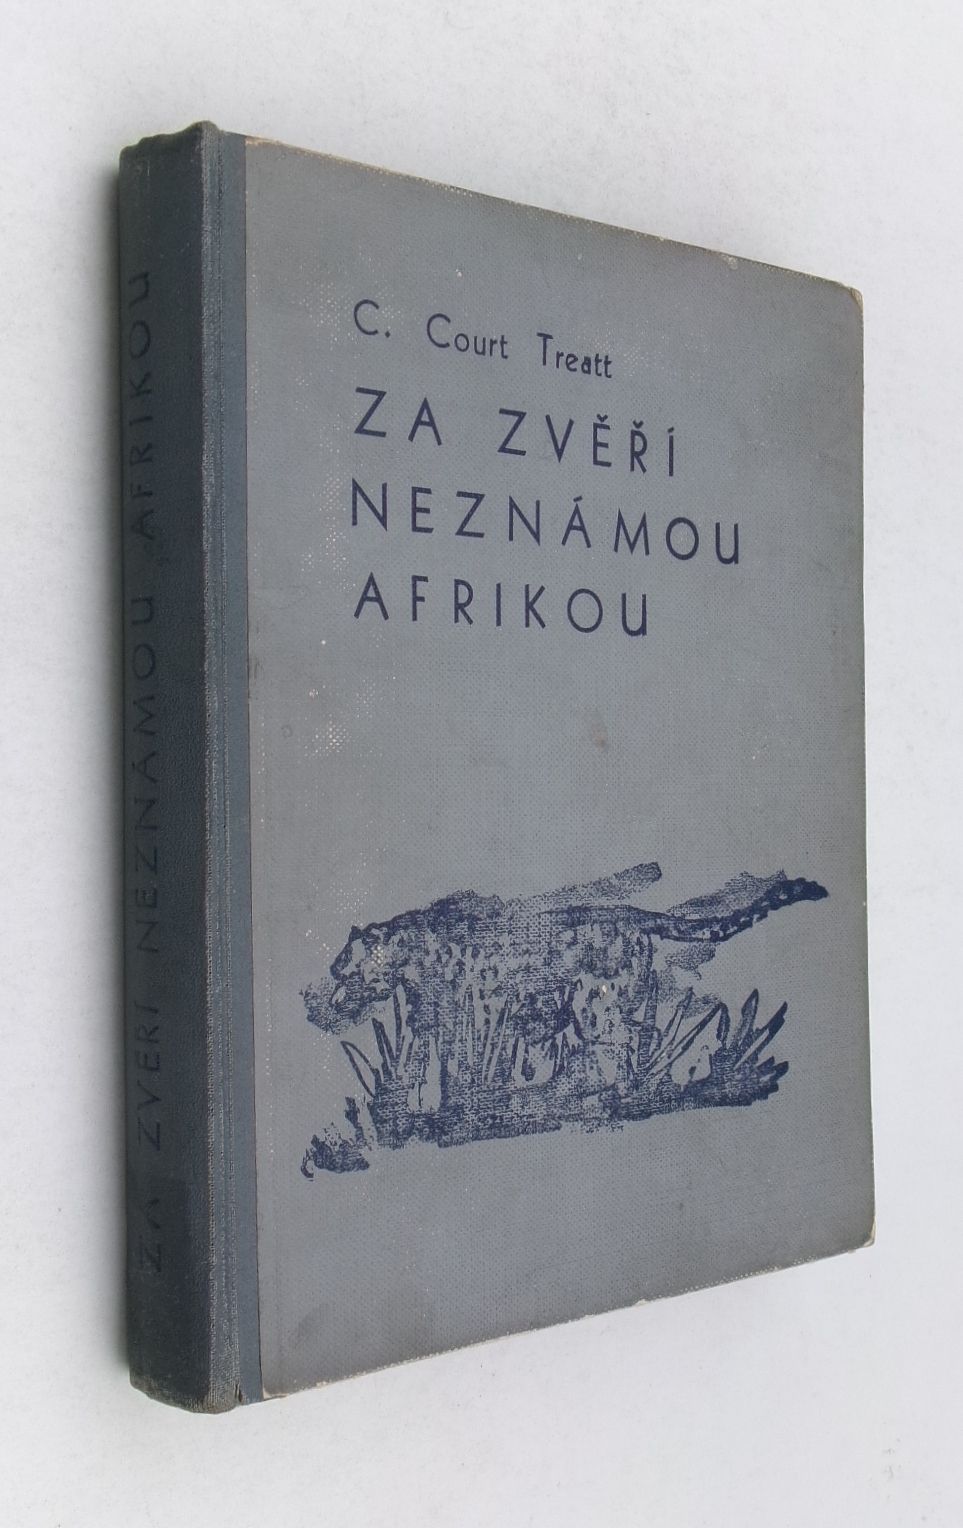 C. Court Treatt
ZA ZVĚŘÍ
NEZNÁMOU
AFRIKOU
ZA ZVĚŘÍ NEZNÁMOU AFRIKOU